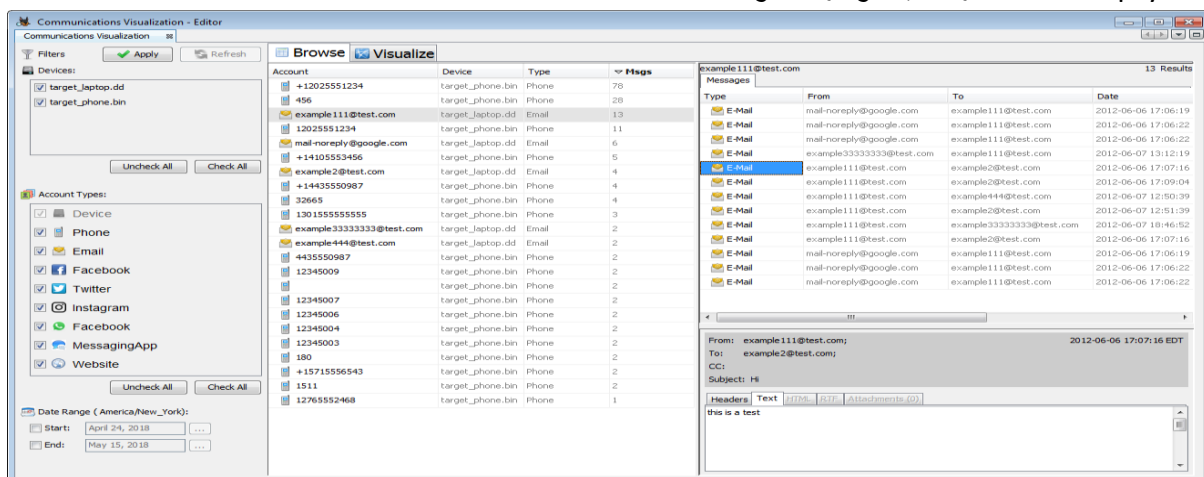 Communications Visualization - Editor
Communications Visualization
Filters Apply Refresh
Devices:
target_laptop.dd
target_phone.bin
Uncheck All Check All
Account Types:
Device
Phone
Email
Facebook
Twitter
Instagram
Facebook
MessagingApp
Website
Uncheck All Check All
Date Range ( America/New_York):
Start: April 24, 2018 ...
End: May 15, 2018 ...
Browse Visualize
Account Device Type Msgs
+12025551234 target_phone.bin Phone 78
456 target_phone.bin Phone 28
example111@test.com target_laptop.dd Email 13
12025551234 target_phone.bin Phone 11
mail-noreply@google.com target_laptop.dd Email 6
+14105553456 target_phone.bin Phone 5
example2@test.com target_laptop.dd Email 4
+14435550987 target_phone.bin Phone 4
32665 target_phone.bin Phone 4
1301555555555 target_phone.bin Phone 3
example33333333@test.com target_laptop.dd Email 2
example444@test.com target_laptop.dd Email 2
4435550987 target_phone.bin Phone 2
12345009 target_phone.bin Phone 2
target_phone.bin Phone 2
12345007 target_phone.bin Phone 2
12345006 target_phone.bin Phone 2
12345004 target_phone.bin Phone 2
12345003 target_phone.bin Phone 2
180 target_phone.bin Phone 2
+15715556543 target_phone.bin Phone 2
1511 target_phone.bin Phone 2
12765552468 target_phone.bin Phone 1
example111@test.com 13 Results
Messages
Type From To Date
E-Mail mail-noreply@google.com example111@test.com 2012-06-06 17:06:19
E-Mail mail-noreply@google.com example111@test.com 2012-06-06 17:06:22
E-Mail mail-noreply@google.com example111@test.com 2012-06-06 17:06:22
E-Mail example33333333@test.com example111@test.com 2012-06-07 13:12:19
E-Mail example111@test.com example2@test.com 2012-06-06 17:07:16
E-Mail example111@test.com example2@test.com 2012-06-06 17:09:04
E-Mail example111@test.com example444@test.com 2012-06-07 12:50:39
E-Mail example111@test.com example2@test.com 2012-06-07 12:51:39
E-Mail example111@test.com example33333333@test.com 2012-06-07 18:46:52
E-Mail example111@test.com example2@test.com 2012-06-06 17:07:16
E-Mail mail-noreply@google.com example111@test.com 2012-06-06 17:06:19
E-Mail mail-noreply@google.com example111@test.com 2012-06-06 17:06:22
E-Mail mail-noreply@google.com example111@test.com 2012-06-06 17:06:22
From: example111@test.com; 2012-06-06 17:07:16 EDT
To: example2@test.com;
CC:
Subject: Hi
Headers Text HTML RTF Attachments (0)
this is a test